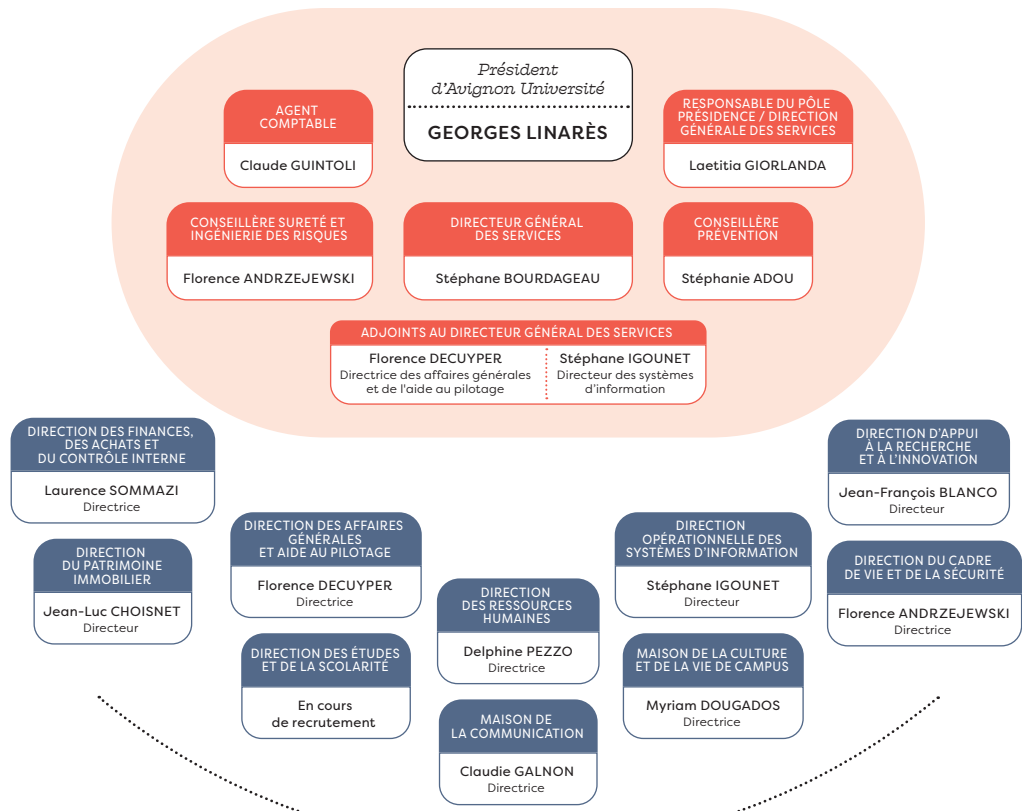 Président
d'Avignon Université
GEORGES LINARÈS
AGENT
COMPTABLE
Claude GUINTOLI
RESPONSABLE DU PÔLE
PRÉSIDENCE / DIRECTION
GÉNÉRALE DES SERVICES
Laetitia GIORLANDA
CONSEILLÈRE SURETÉ ET
INGÉNIERIE DES RISQUES
Florence ANDRZEJEWSKI
DIRECTEUR GÉNÉRAL
DES SERVICES
Stéphane BOURDAGEAU
CONSEILLÈRE
PRÉVENTION
Stéphanie ADOU
ADJOINTS AU DIRECTEUR GÉNÉRAL DES SERVICES
Florence DECUYPER
Directrice des affaires générales
et de l'aide au pilotage
Stéphane IGOUNET
Directeur des systèmes
d'information
DIRECTION DES FINANCES,
DES ACHATS ET
DU CONTRÔLE INTERNE
Laurence SOMMAZI
Directrice
DIRECTION D'APPUI
À LA RECHERCHE
ET À L'INNOVATION
Jean-François BLANCO
Directeur
DIRECTION
DU PATRIMOINE
IMMOBILIER
Jean-Luc CHOISNET
Directeur
DIRECTION DES AFFAIRES
GÉNÉRALES
ET AIDE AU PILOTAGE
Florence DECUYPER
Directrice
DIRECTION
DES RESSOURCES
HUMAINES
Delphine PEZZO
Directrice
DIRECTION
OPÉRATIONNELLE DES
SYSTÈMES D'INFORMATION
Stéphane IGOUNET
Directeur
DIRECTION DU CADRE
DE VIE ET DE LA SÉCURITÉ
Florence ANDRZEJEWSKI
Directrice
DIRECTION DES ÉTUDES
ET DE LA SCOLARITÉ
En cours
de recrutement
MAISON DE
LA COMMUNICATION
Claudie GALNON
Directrice
MAISON DE LA CULTURE
ET DE LA VIE DE CAMPUS
Myriam DOUGADOS
Directrice